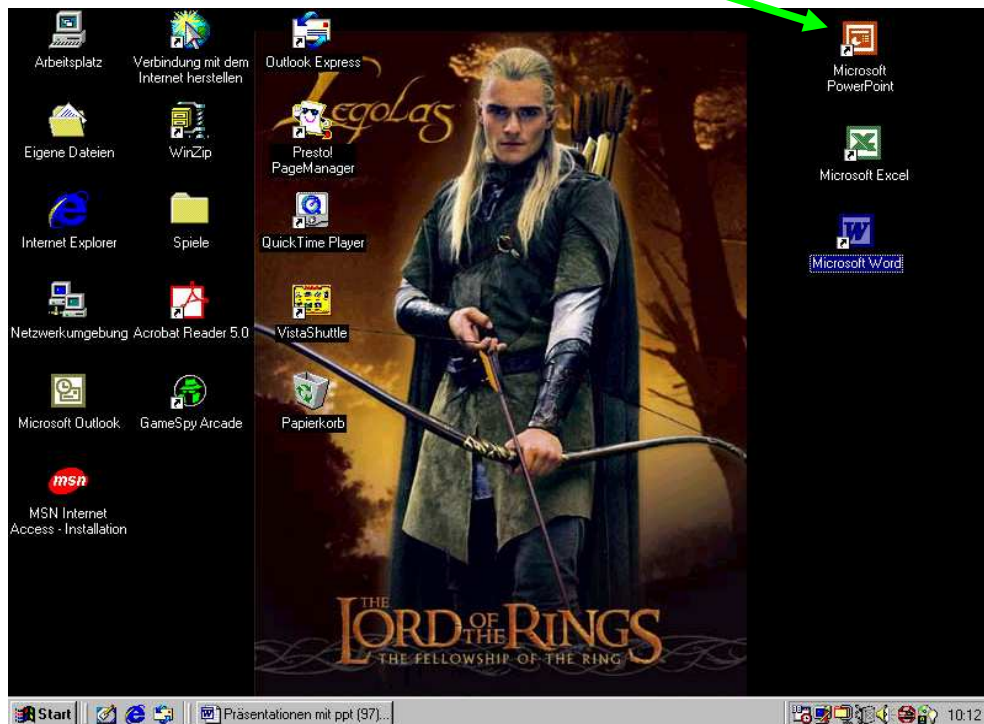 Arbeitsplatz
Verbindung mit dem
Internet herstellen
Outlook Express
Microsoft
PowerPoint
Legolas
Eigene Dateien
WinZip
Presto!
PageManager
Microsoft Excel
Internet Explorer
Spiele
QuickTime Player
W
Microsoft Word
Netzwerkumgebung
Acrobat Reader 5.0
VistaShuttle
Microsoft Outlook
GameSpy Arcade
Papierkorb
msn
MSN Internet
Access - Installation
THE
LORD OF THE RINGS
THE FELLOWSHIP OF THE RING
Start
Präsentationen mit ppt (97)...
10:12